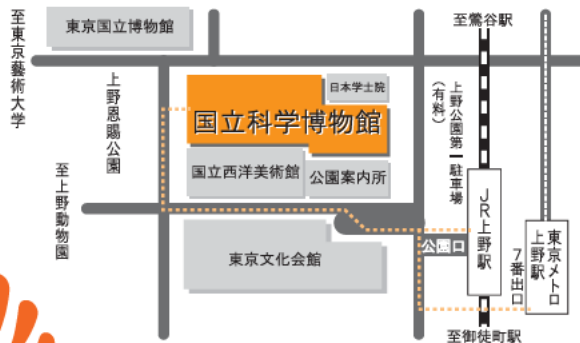 至東京藝術大学
東京国立博物館
至鶯谷駅
上野恩賜公園
日本学士院
国立科学博物館
上野公園第一駐車場
（有料）
国立西洋美術館
公園案内所
至上野動物園
東京文化会館
公園口
JR上野駅
7番出口
東京メトロ
上野駅
至御徒町駅